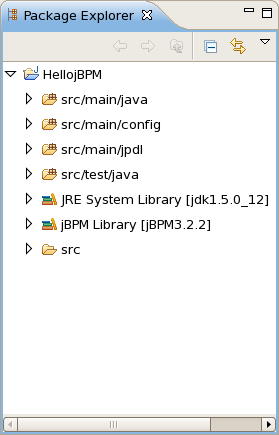 Package Explorer
HellojBPM
src/main/java
src/main/config
src/main/jpdl
src/test/java
JRE System Library [jdk1.5.0_12]
jBPM Library [jBPM3.2.2]
src